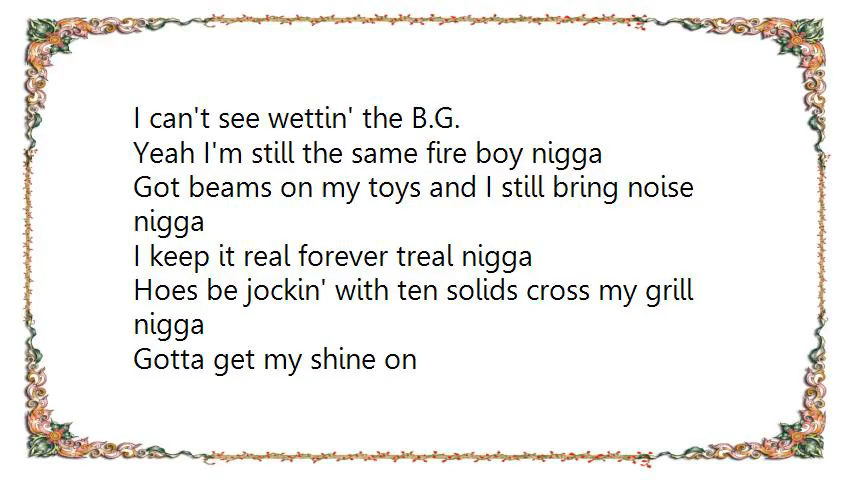 I can't see wettin' the B.G.
Yeah I'm still the same fire boy nigga
Got beams on my toys and I still bring noise
nigga
I keep it real forever treal nigga
Hoes be jockin' with ten solids cross my grill
nigga
Gotta get my shine on